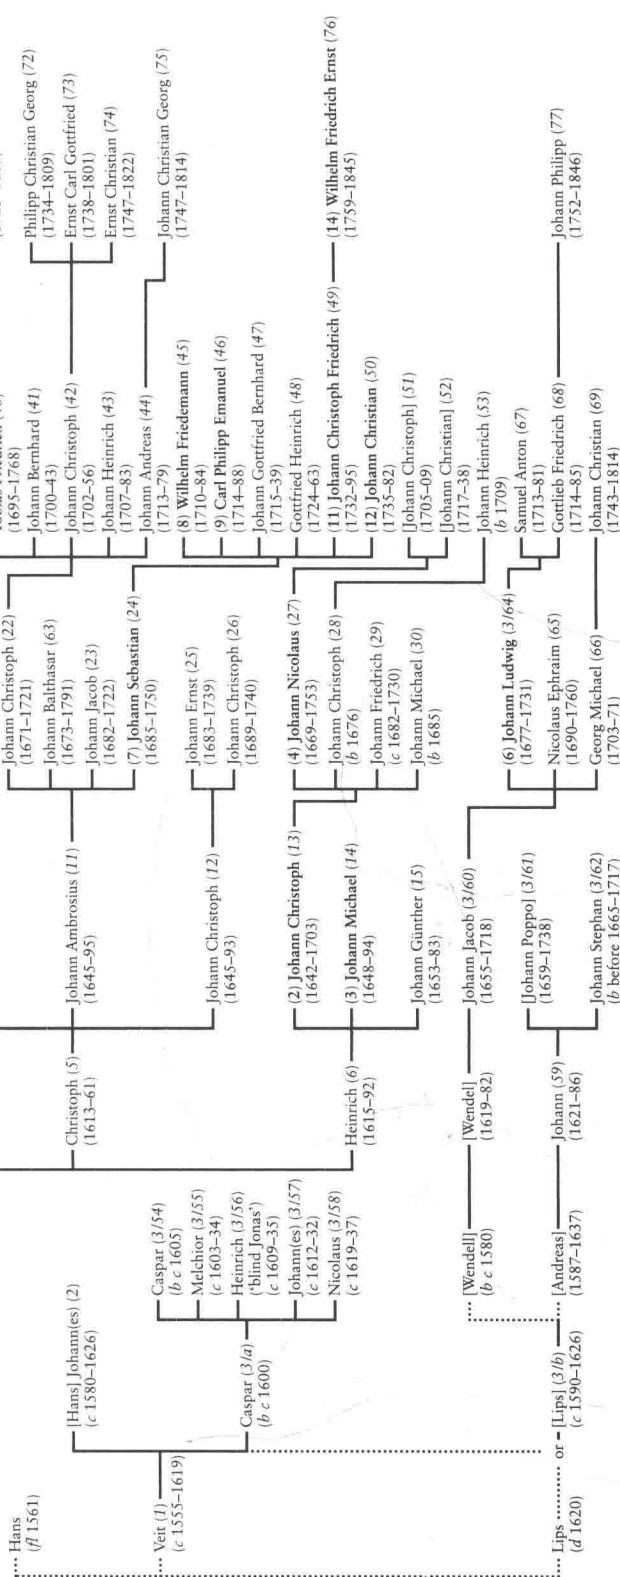 Hans
(fl 1561)
Veit (1)
(c 1555–1619)
Lips
(d 1620)
or
[Hans] Johann(es) (2)
(c 1580–1626)
Caspar (3/a)
(b c 1600)
[Lips] (3/b)
(c 1590–1626)
Caspar (3/54)
(b c 1605)
Melchior (3/55)
(c 1603–34)
Heinrich (3/56)
('blind Jonas')
(c 1609–35)
Johann(es) (3/57)
(c 1612–32)
Nicolaus (3/58)
(c 1619–37)
[Wendell]
(b c 1580)
[Andreas]
(1587–1637)
Christoph (5)
(1613–61)
Heinrich (6)
(1615–92)
[Wendel]
(1619–82)
Johann (59)
(1621–86)
Johann Ambrosius (11)
(1645–95)
Johann Christoph (12)
(1645–93)
(2) Johann Christoph (13)
(1642–1703)
(3) Johann Michael (14)
(1648–94)
Johann Günther (15)
(1653–83)
Johann Jacob (3/60)
(1655–1718)
[Johann Poppo] (3/61)
(1659–1738)
Johann Stephan (3/62)
(b before 1665–1717)
Johann Christoph (22)
(1671–1721)
Johann Balthasar (63)
(1673–1791)
Johann Jacob (23)
(1682–1722)
(7) Johann Sebastian (24)
(1685–1750)
Johann Ernst (25)
(1683–1739)
Johann Christoph (26)
(1689–1740)
(4) Johann Nicolaus (27)
(1669–1753)
Johann Christoph (28)
(b 1676)
Johann Friedrich (29)
(c 1682–1730)
Johann Michael (30)
(b 1685)
(6) Johann Ludwig (3/64)
(1677–1731)
Nicolaus Ephraim (65)
(1690–1760)
Georg Michael (66)
(1703–71)
(1695–1768)
Johann Bernhard (41)
(1700–43)
Johann Christoph (42)
(1702–56)
Johann Heinrich (43)
(1707–83)
Johann Andreas (44)
(1713–79)
(8) Wilhelm Friedemann (45)
(1710–84)
(9) Carl Philipp Emanuel (46)
(1714–88)
Johann Gottfried Bernhard (47)
(1715–39)
Gottfried Heinrich (48)
(1724–63)
(11) Johann Christoph Friedrich (49)
(1732–95)
(12) Johann Christian (50)
(1735–82)
[Johann Christoph] (51)
(1705–09)
[Johann Christian] (52)
(1717–38)
Johann Heinrich (53)
(b 1709)
Samuel Anton (67)
(1713–81)
Gottlieb Friedrich (68)
(1714–85)
Johann Christian (69)
(1743–1814)
Philipp Christian Georg (72)
(1734–1809)
Ernst Carl Gottfried (73)
(1738–1801)
Ernst Christian (74)
(1747–1822)
Johann Christian Georg (75)
(1747–1814)
(14) Wilhelm Friedrich Ernst (76)
(1759–1845)
Johann Philipp (77)
(1752–1846)